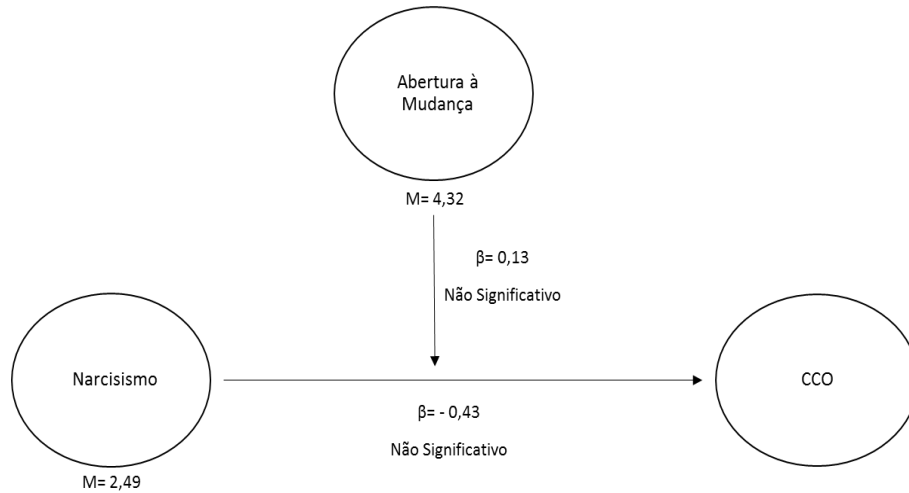 Abertura à
Mudança
M= 4,32
β= 0,13
Não Significativo
Narcisismo
CCO
β= - 0,43
Não Significativo
M= 2,49